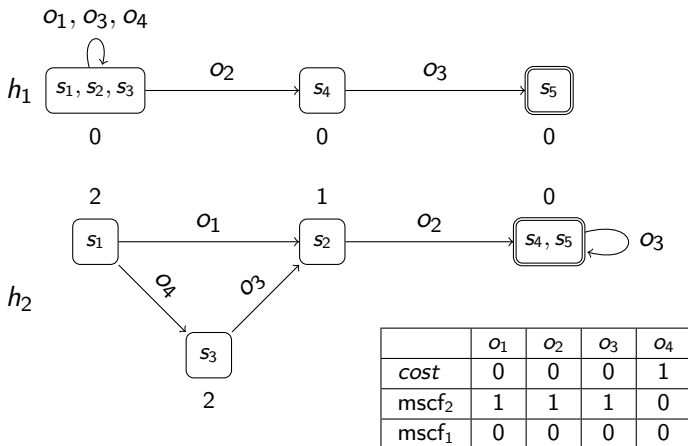 o₁, o₃, o₄
h₁ s₁, s₂, s₃ o₂ s₄ o₃ s₅
0 0 0
2 1 0
s₁ o₁ s₂ o₂ s₄, s₅ o₃
o₄ o₃
h₂
s₃
2
o₁ o₂ o₃ o₄
cost 0 0 0 1
mscf₂ 1 1 1 0
mscf₁ 0 0 0 0